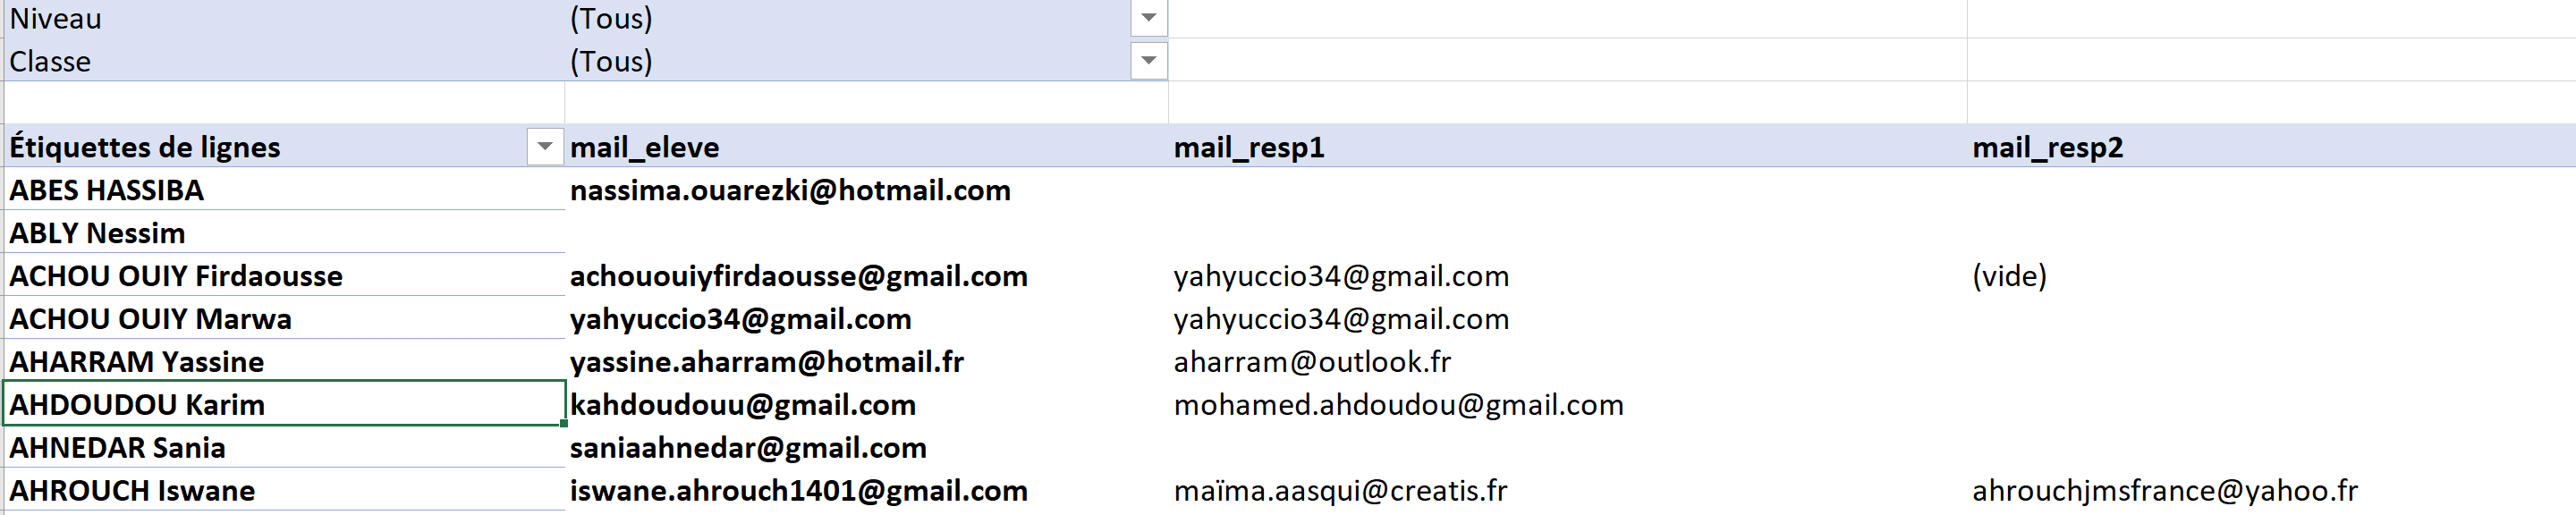 Niveau (Tous)
Classe (Tous)
Étiquettes de lignes mail_eleve mail_resp1 mail_resp2
ABES HASSIBA nassima.ouarezki@hotmail.com
ABLY Nessim
ACHOU OUIY Firdaousse achououiyfirdaousse@gmail.com yahyuccio34@gmail.com (vide)
ACHOU OUIY Marwa yahyuccio34@gmail.com yahyuccio34@gmail.com
AHARRAM Yassine yassine.aharram@hotmail.fr aharram@outlook.fr
AHDOUDOU Karim kahdoudouu@gmail.com mohamed.ahdoudou@gmail.com
AHNEDAR Sania saniaahnedar@gmail.com
AHROUCH Iswane iswane.ahrouch1401@gmail.com maïma.aasqui@creatis.fr ahrouchjmsfrance@yahoo.fr